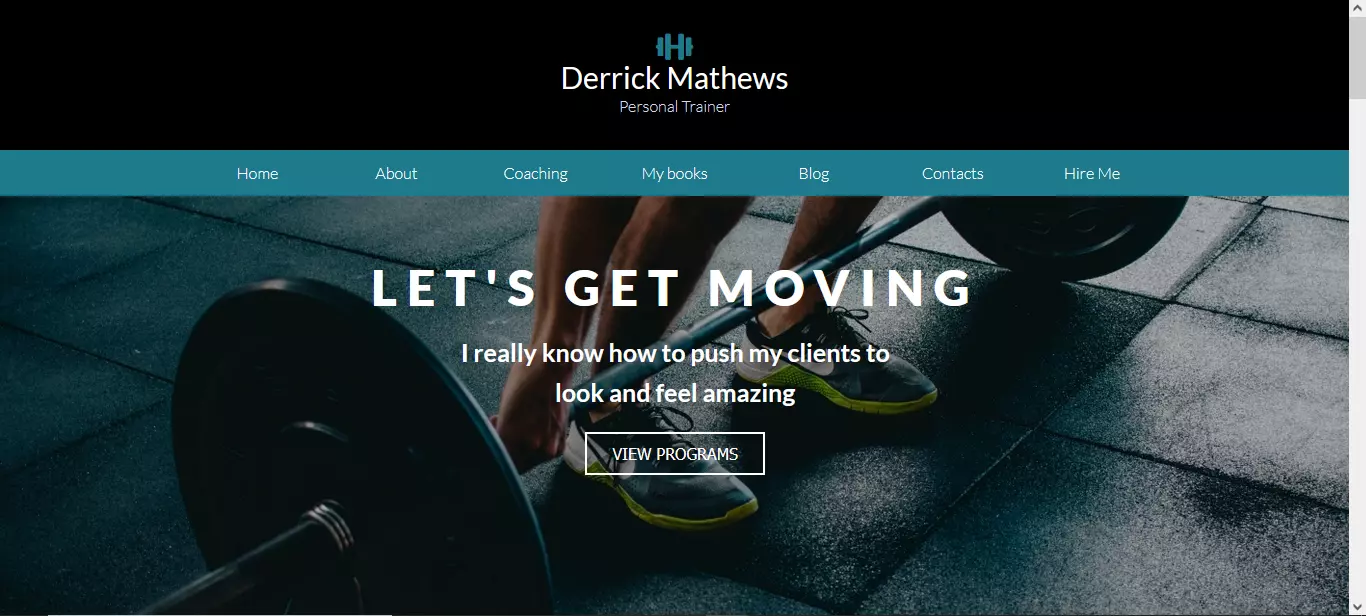 Derrick Mathews
Personal Trainer
Home About Coaching My books Blog Contacts Hire Me
LET'S GET MOVING
I really know how to push my clients to
look and feel amazing
VIEW PROGRAMS